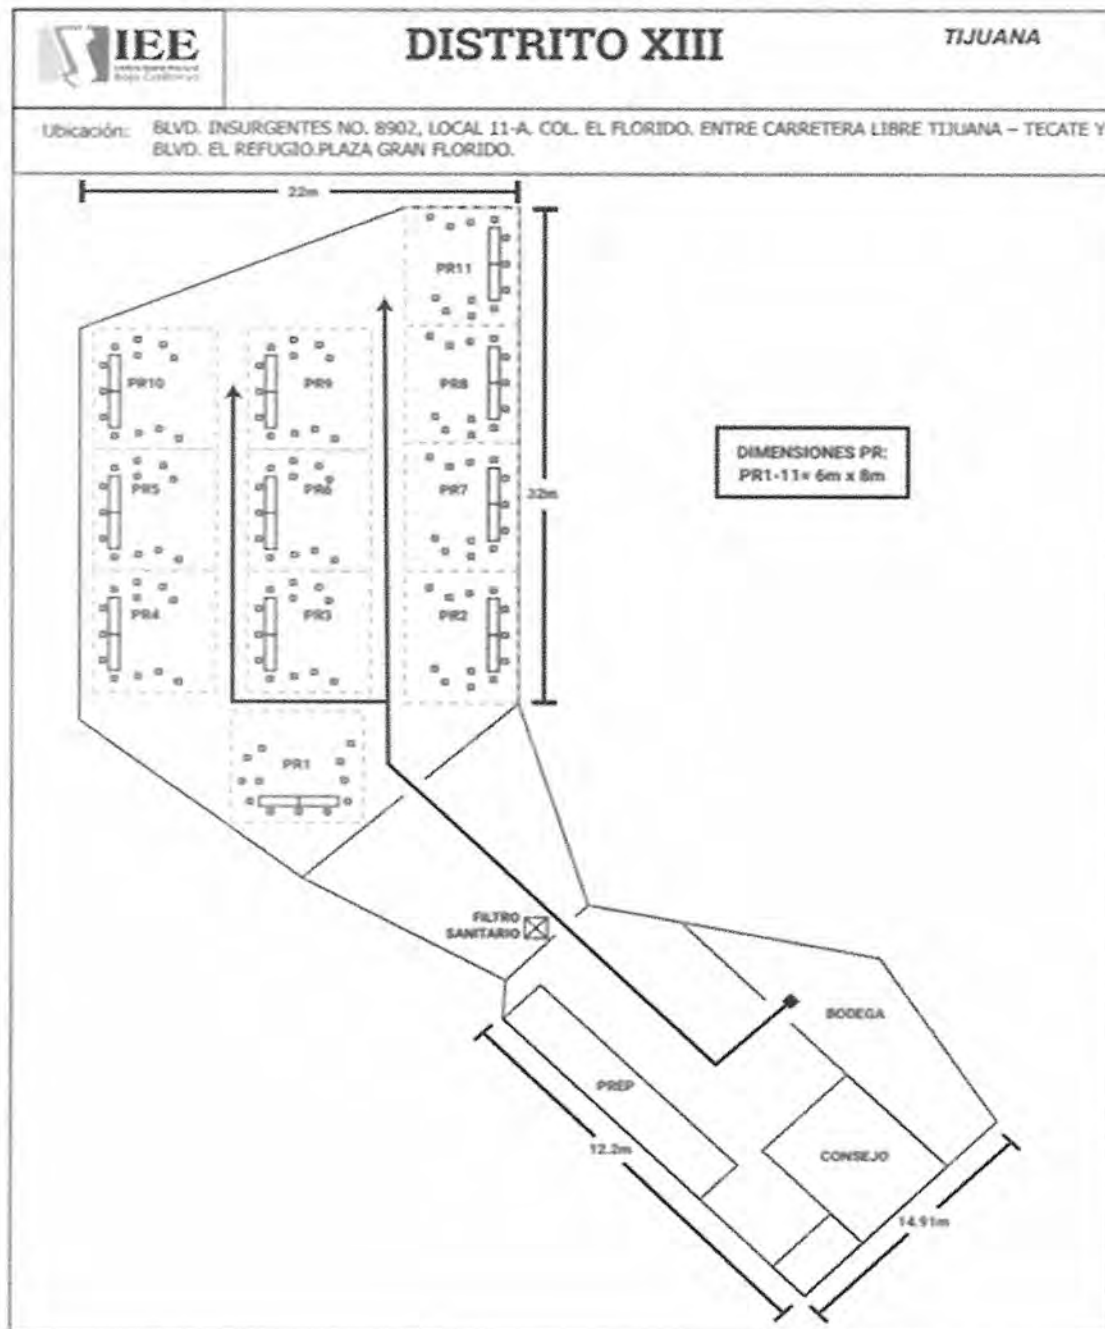 IEE
DISTRITO XIII
TIJUANA
Ubicación: BLVD. INSURGENTES NO. 8902, LOCAL 11-A. COL. EL FLORIDO. ENTRE CARRETERA LIBRE TIJUANA – TECATE Y
BLVD. EL REFUGIO.PLAZA GRAN FLORIDO.
22m
PR11
PR10
PR9
PR8
DIMENSIONES PR:
PR1-11= 6m x 8m
PR5
PR6
PR7
32m
PR4
PR3
PR2
PR1
FILTRO
SANITARIO
BODEGA
PREP
12.2m
CONSEJO
14.91m